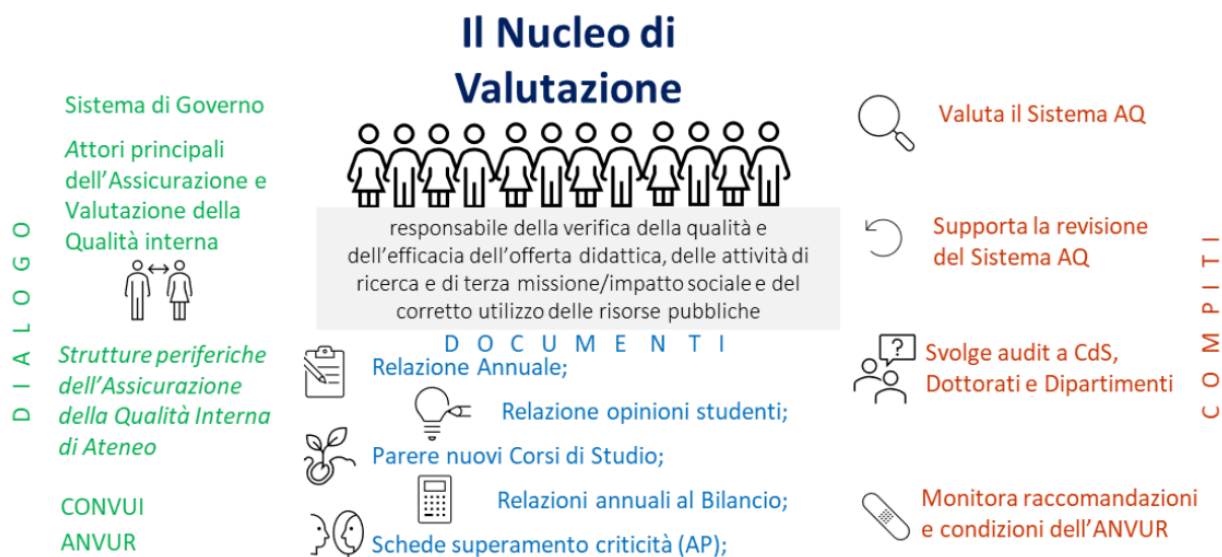 Il Nucleo di
Valutazione
responsabile della verifica della qualità e
dell'efficacia dell'offerta didattica, delle attività di
ricerca e di terza missione/impatto sociale e del
corretto utilizzo delle risorse pubbliche
DIALOGO
Sistema di Governo
Attori principali
dell'Assicurazione e
Valutazione della
Qualità interna
Strutture periferiche
dell'Assicurazione
della Qualità Interna
di Ateneo
CONVUI
ANVUR
DOCUMENTI
Relazione Annuale;
Relazione opinioni studenti;
Parere nuovi Corsi di Studio;
Relazioni annuali al Bilancio;
Schede superamento criticità (AP);
COMPITI
Valuta il Sistema AQ
Supporta la revisione
del Sistema AQ
?
Svolge audit a CdS,
Dottorati e Dipartimenti
Monitora raccomandazioni
e condizioni dell'ANVUR